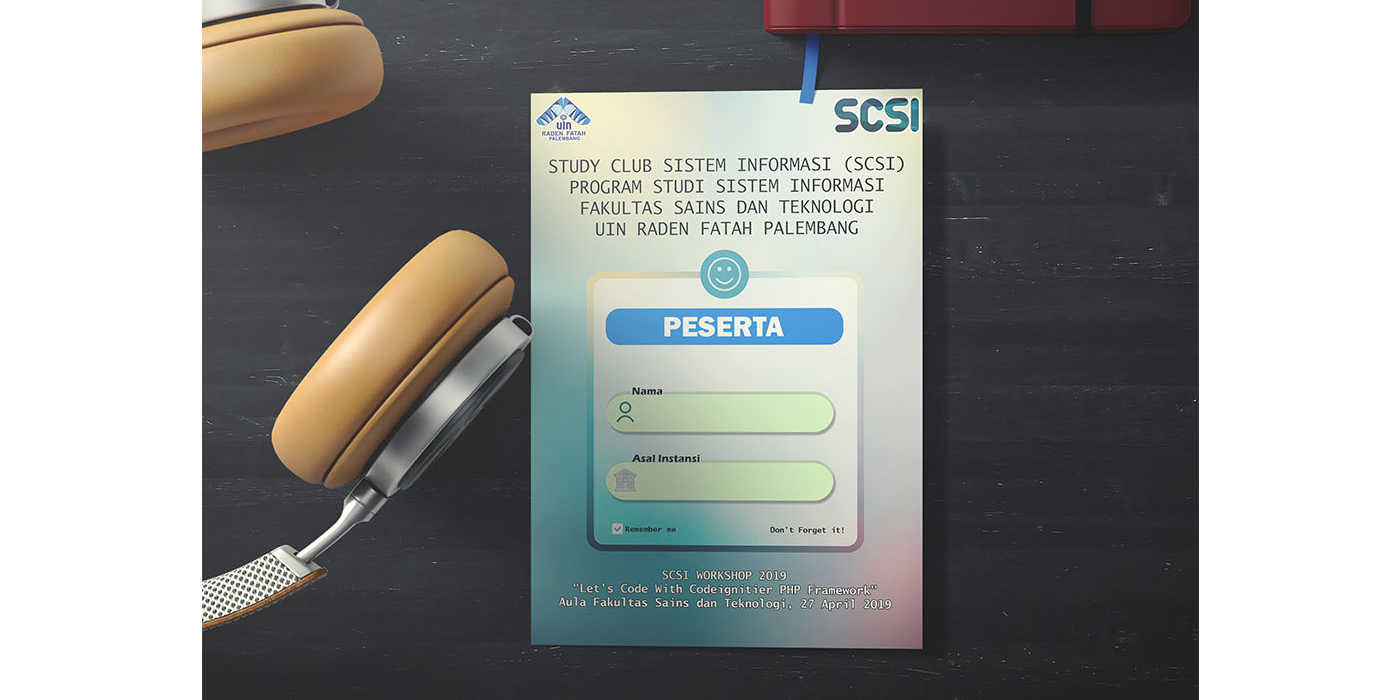 uin
RADEN FATAH
PALEMBANG
SCSI
STUDY CLUB SISTEM INFORMASI (SCSI)
PROGRAM STUDI SISTEM INFORMASI
FAKULTAS SAINS DAN TEKNOLOGI
UIN RADEN FATAH PALEMBANG
PESERTA
Nama
Asal Instansi
Remember me
Don't Forget it!
SCSI WORKSHOP 2019
"Let's Code With Codeignitier PHP Framework"
Aula Fakultas Sains dan Teknologi, 27 April 2019